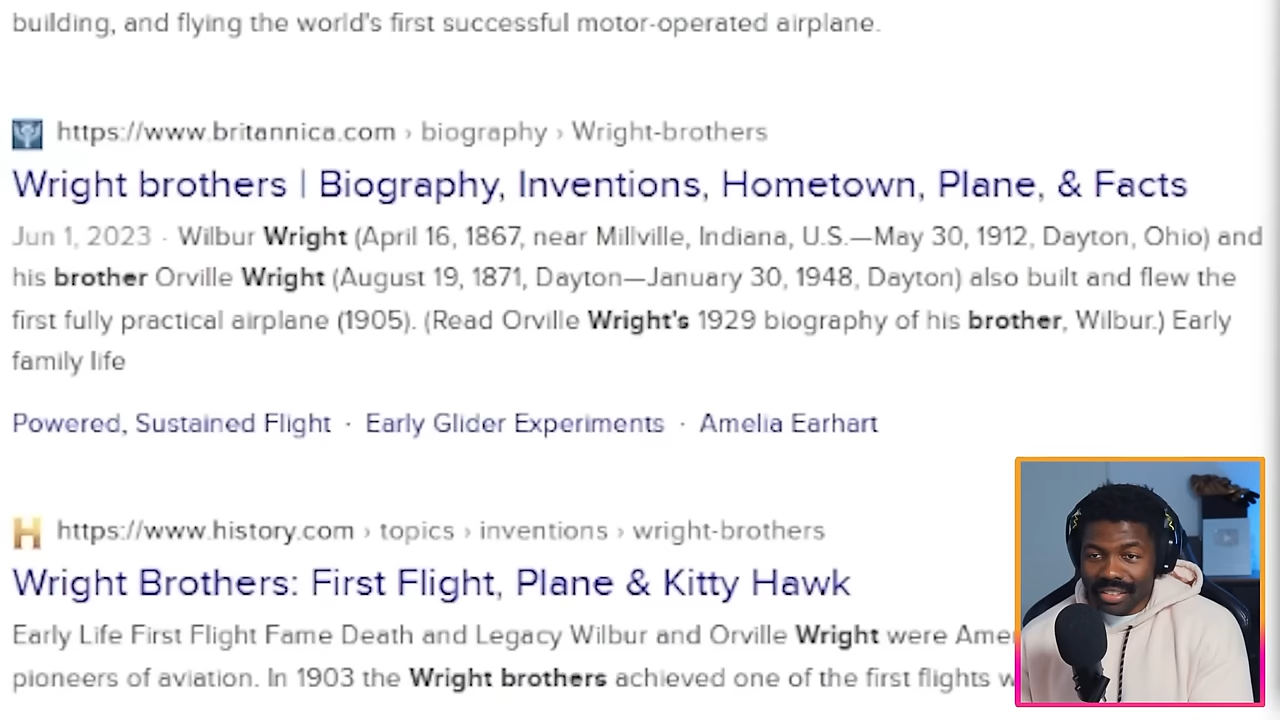 building, and flying the world's first successful motor-operated airplane.
https://www.britannica.com › biography › Wright-brothers
Wright brothers | Biography, Inventions, Hometown, Plane, & Facts
Jun 1, 2023 · Wilbur Wright (April 16, 1867, near Millville, Indiana, U.S.—May 30, 1912, Dayton, Ohio) and
his brother Orville Wright (August 19, 1871, Dayton—January 30, 1948, Dayton) also built and flew the
first fully practical airplane (1905). (Read Orville Wright's 1929 biography of his brother, Wilbur.) Early
family life
Powered, Sustained Flight · Early Glider Experiments · Amelia Earhart
https://www.history.com › topics › inventions › wright-brothers
Wright Brothers: First Flight, Plane & Kitty Hawk
Early Life First Flight Fame Death and Legacy Wilbur and Orville Wright were
pioneers of aviation. In 1903 the Wright brothers achieved one of the first flights